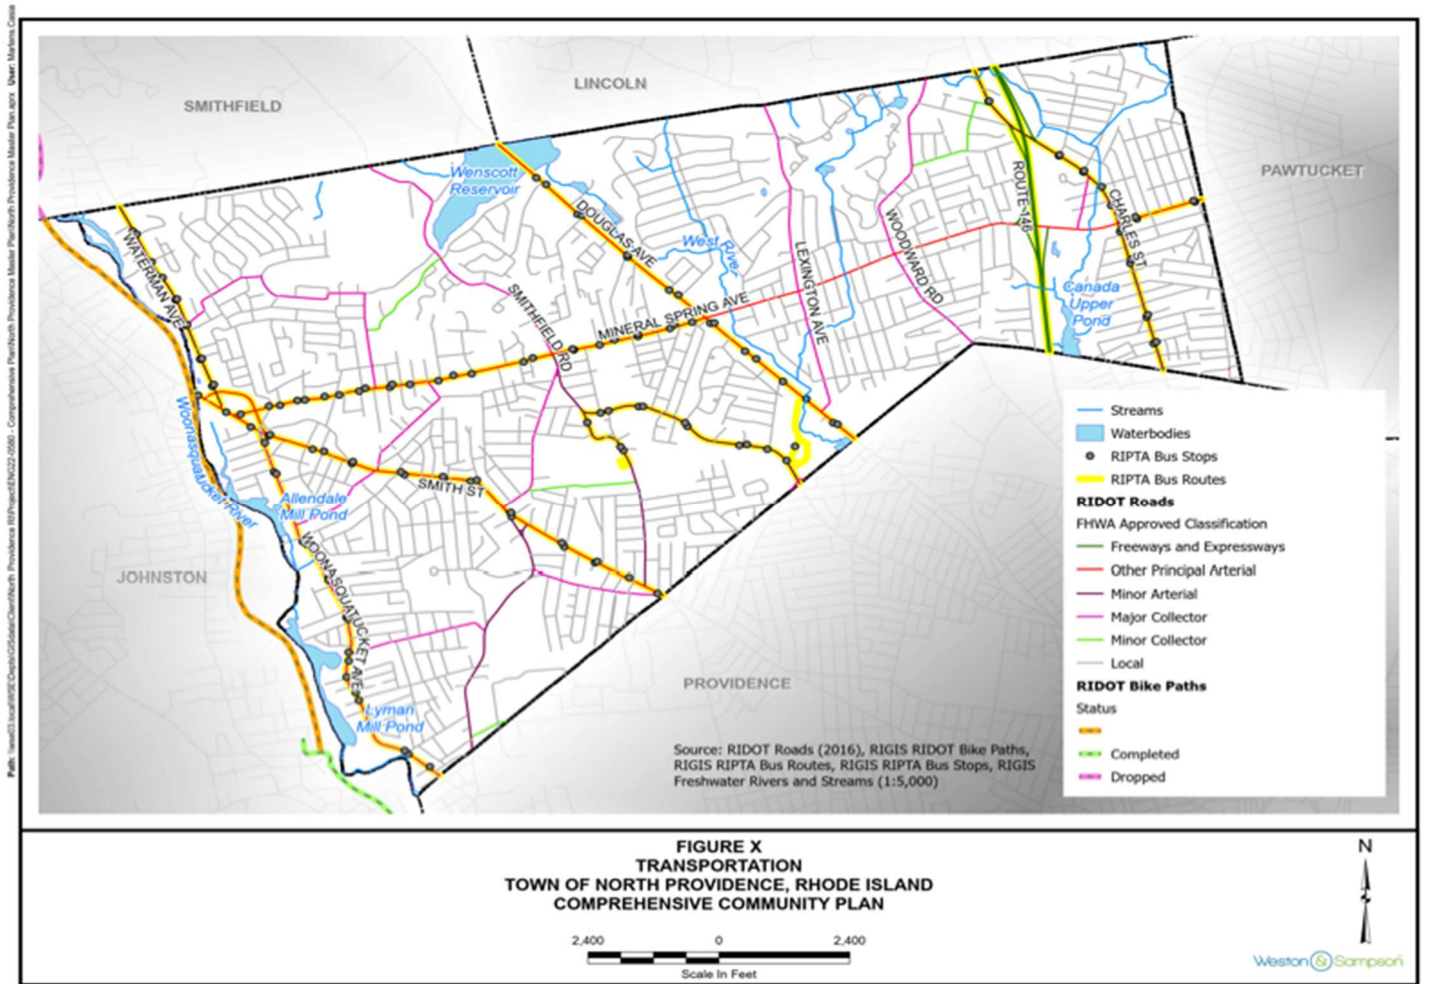 SMITHFIELD
LINCOLN
PAWTUCKET
Wenscott
Reservoir
WATERMAN AVE
DOUGLAS AVE
West River
LEXINGTON AVE
WOODWARD RD
ROUTE 146
CHARLES ST
Canada
Upper
Pond
SMITHFIELD RD
MINERAL SPRING AVE
Woonasquatucket River
SMITH ST
Allendale
Mill Pond
WOONASQUATUCKET AVE
JOHNSTON
Lyman
Mill Pond
PROVIDENCE
Streams
Waterbodies
RIPTA Bus Stops
RIPTA Bus Routes
RIDOT Roads
FHWA Approved Classification
Freeways and Expressways
Other Principal Arterial
Minor Arterial
Major Collector
Minor Collector
Local
RIDOT Bike Paths
Status
Completed
Dropped
Source: RIDOT Roads (2016), RIGIS RIDOT Bike Paths,
RIGIS RIPTA Bus Routes, RIGIS RIPTA Bus Stops, RIGIS
Freshwater Rivers and Streams (1:5,000)
FIGURE X
TRANSPORTATION
TOWN OF NORTH PROVIDENCE, RHODE ISLAND
COMPREHENSIVE COMMUNITY PLAN
2,400 0 2,400
Scale In Feet
N
Weston & Sampson